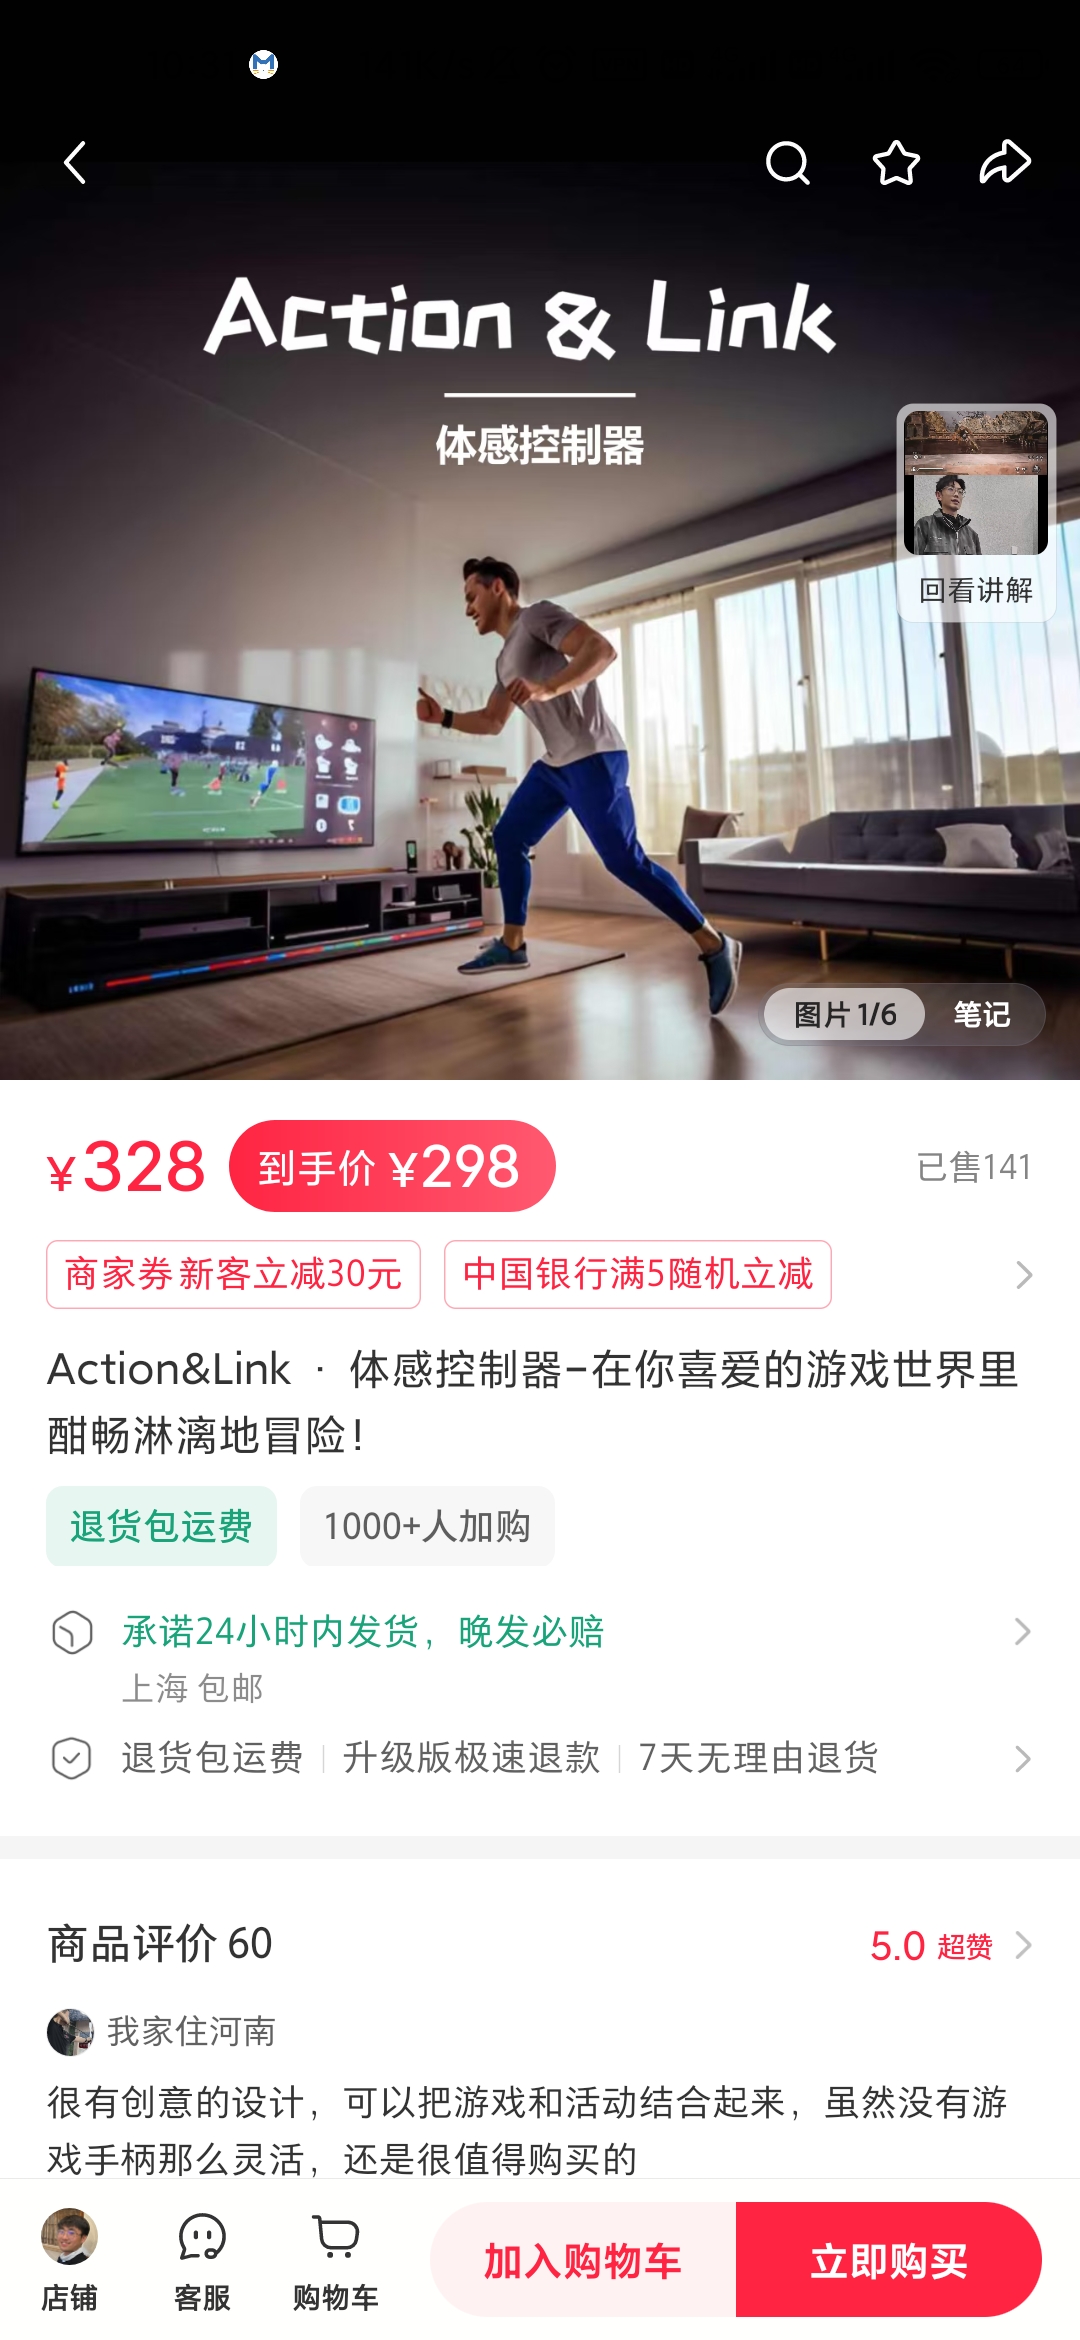 Action & Link
体感控制器
回看讲解
图片 1/6 笔记
¥328 到手价 ¥298 已售141
商家券 新客立减30元 中国银行满5随机立减
Action&Link · 体感控制器-在你喜爱的游戏世界里
酣畅淋漓地冒险！
退货包运费 1000+人加购
承诺24小时内发货，晚发必赔
上海 包邮
退货包运费 升级版极速退款 7天无理由退货
商品评价 60 5.0 超赞
我家住河南
很有创意的设计，可以把游戏和活动结合起来，虽然没有游
戏手柄那么灵活，还是很值得购买的
店铺 客服 购物车 加入购物车 立即购买